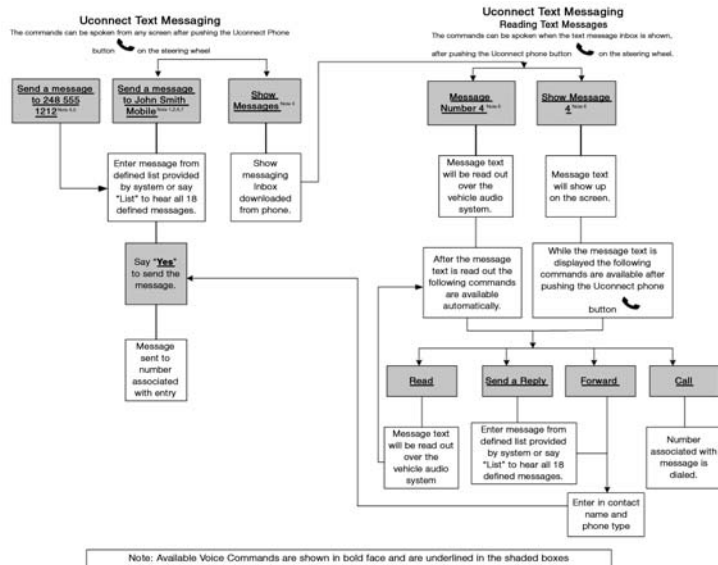 Uconnect Text Messaging
The commands can be spoken from any screen after pushing the Uconnect Phone
button on the steering wheel
Uconnect Text Messaging
Reading Text Messages
The commands can be spoken when the text message inbox is shown,
after pushing the Uconnect phone button on the steering wheel.
Send a message
to 248 555
1212
Send a message
to John Smith
Mobile
Show
Messages
Message
Number 4
Show Message
4
Enter message from
defined list provided
by system or say
"List" to hear all 18
defined messages.
Show
messaging
Inbox
downloaded
from phone.
Message text
will be read out
over the
vehicle audio
system.
Message text
will show up
on the screen.
Say "Yes"
to send the
message.
After the message
text is read out the
following commands
are available
automatically.
While the message text is
displayed the following
commands are available after
pushing the Uconnect phone
button
Message
sent to
number
associated
with entry
Read
Send a Reply
Forward
Call
Message text
will be read out
over the
vehicle audio
system
Enter message from
defined list provided
by system or say
"List" to hear all 18
defined messages.
Number
associated with
message is
dialed.
Enter in contact
name and
phone type
Note: Available Voice Commands are shown in bold face and are underlined in the shaded boxes